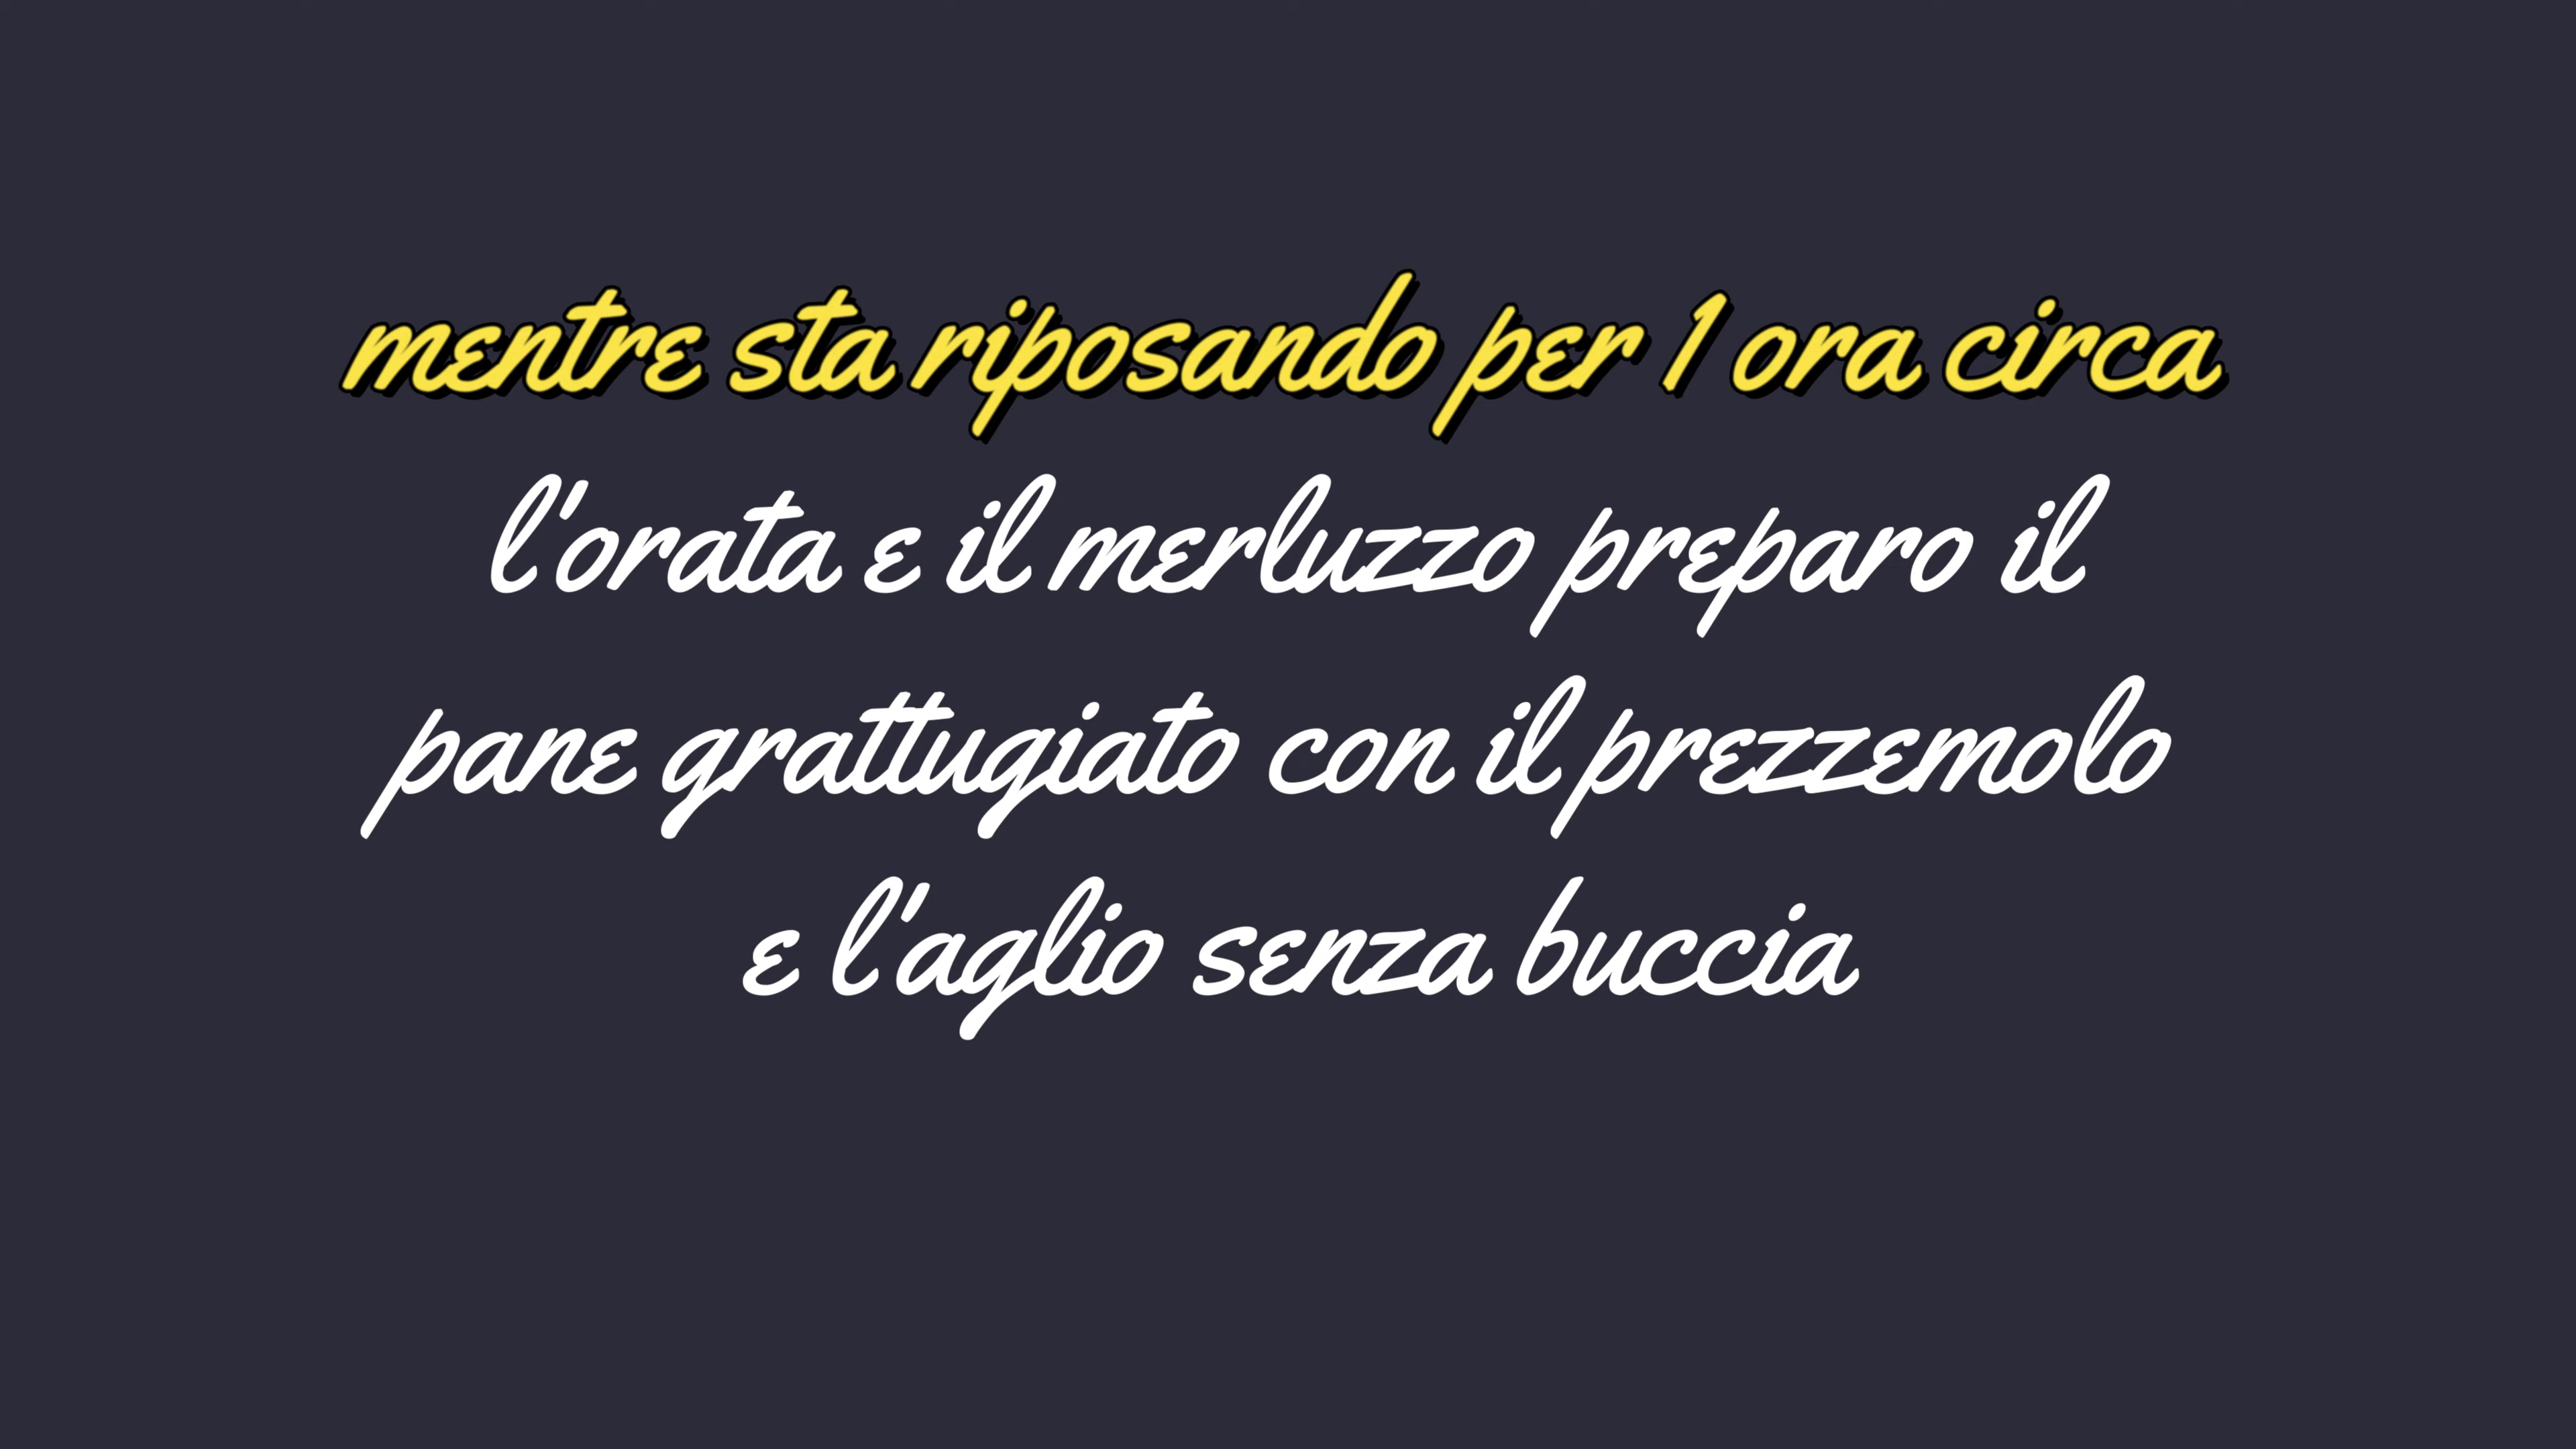 mentre sta riposando per 1 ora circa
l'orata e il merluzzo preparo il
pane grattugiato con il prezzemolo
e l'aglio senza buccia